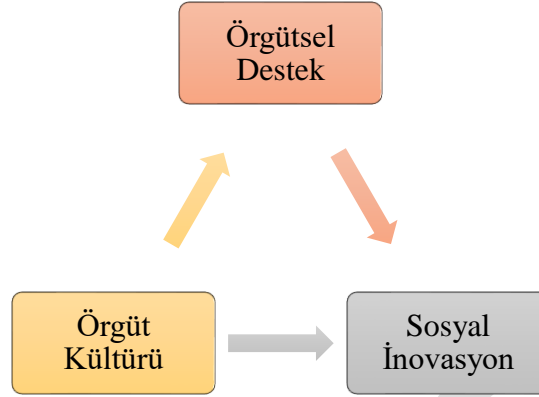 Örgütsel
Destek
Örgüt
Kültürü
Sosyal
İnovasyon